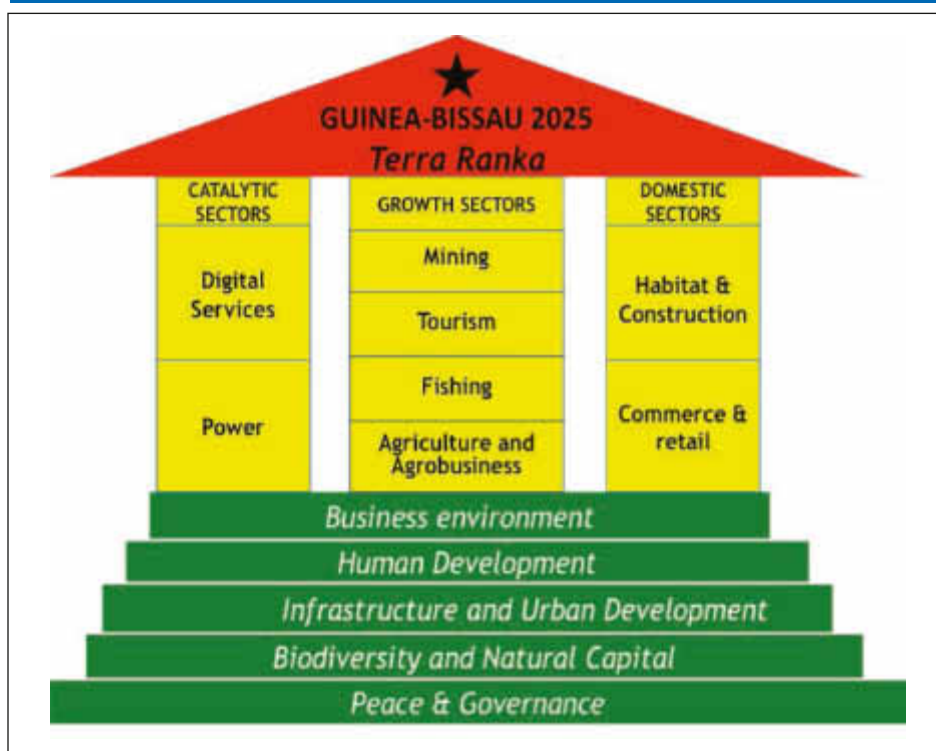 GUINEA-BISSAU 2025
Terra Ranka
CATALYTIC
SECTORS
Digital
Services
Power
GROWTH SECTORS
Mining
Tourism
Fishing
Agriculture and
Agrobusiness
DOMESTIC
SECTORS
Habitat &
Construction
Commerce &
retail
Business environment
Human Development
Infrastructure and Urban Development
Biodiversity and Natural Capital
Peace & Governance